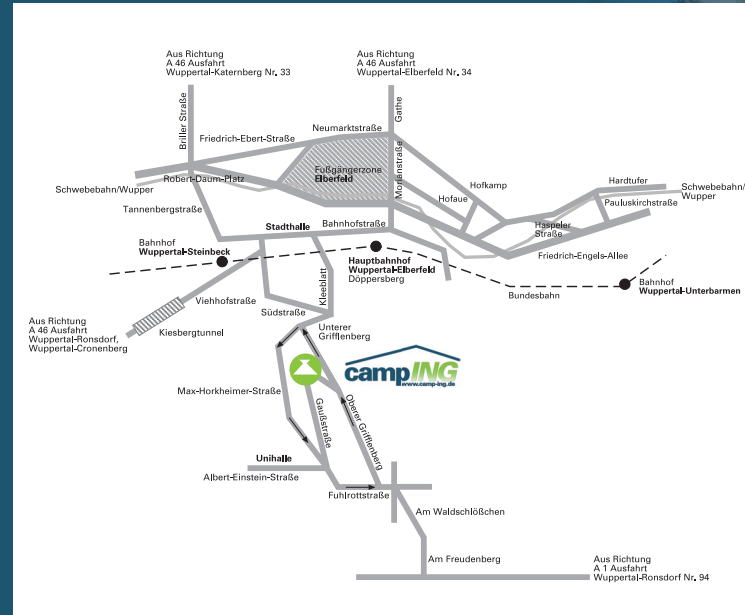 Aus Richtung
A 46 Ausfahrt
Wuppertal-Katernberg Nr. 33
Aus Richtung
A 46 Ausfahrt
Wuppertal-Elberfeld Nr. 34
Briller Straße
Gathe
Neumarktstraße
Friedrich-Ebert-Straße
Fußgängerzone
Elberfeld
Morianstraße
Robert-Daum-Platz
Schwebebahn/Wupper
Hofkamp
Hofaue
Hardtufer
Schwebebahn/
Wupper
Pauluskirchstraße
Tannenbergstraße
Stadthalle
Bahnhofstraße
Haspeler
Straße
Friedrich-Engels-Allee
Bahnhof
Wuppertal-Steinbeck
Hauptbahnhof
Wuppertal-Elberfeld
Döppersberg
Kleeblatt
Bundesbahn
Bahnhof
Wuppertal-Unterbarmen
Viehhofstraße
Südstraße
Kiesbergtunnel
Aus Richtung
A 46 Ausfahrt
Wuppertal-Ronsdorf,
Wuppertal-Cronenberg
Unterer
Grifflenberg
campING
www.camp-ing.de
Max-Horkheimer-Straße
Gaußstraße
Oberer Grifflenberg
Unihalle
Albert-Einstein-Straße
Fuhlrottstraße
Am Waldschlößchen
Am Freudenberg
Aus Richtung
A 1 Ausfahrt
Wuppertal-Ronsdorf Nr. 94